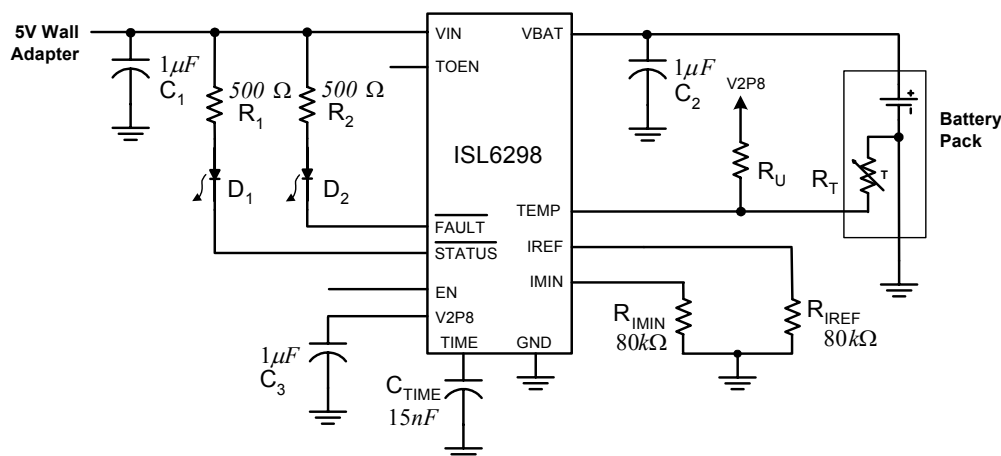 5V Wall
Adapter
1μF
C1
500 Ω
R1
500 Ω
R2
D1
D2
VIN
TOEN
ISL6298
FAULT
STATUS
EN
V2P8
TIME
GND
VBAT
TEMP
IREF
IMIN
1μF
C2
V2P8
RU
RT
T
+
Battery
Pack
RIMIN
80kΩ
RIREF
80kΩ
1μF
C3
CTIME
15nF